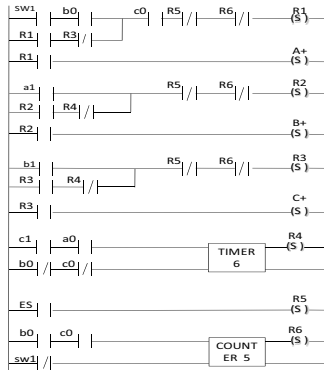 sw1 b0 c0 R5 R6 R1
(S)
R1 R3
R1 A+
(S)
a1 R5 R6 R2
(S)
R2 R4
R2 B+
(S)
b1 R5 R6 R3
(S)
R3 R4
R3 C+
(S)
c1 a0 R4
(S)
TIMER
6
b0 c0
ES R5
(S)
b0 c0 R6
(S)
COUNT
ER 5
sw1